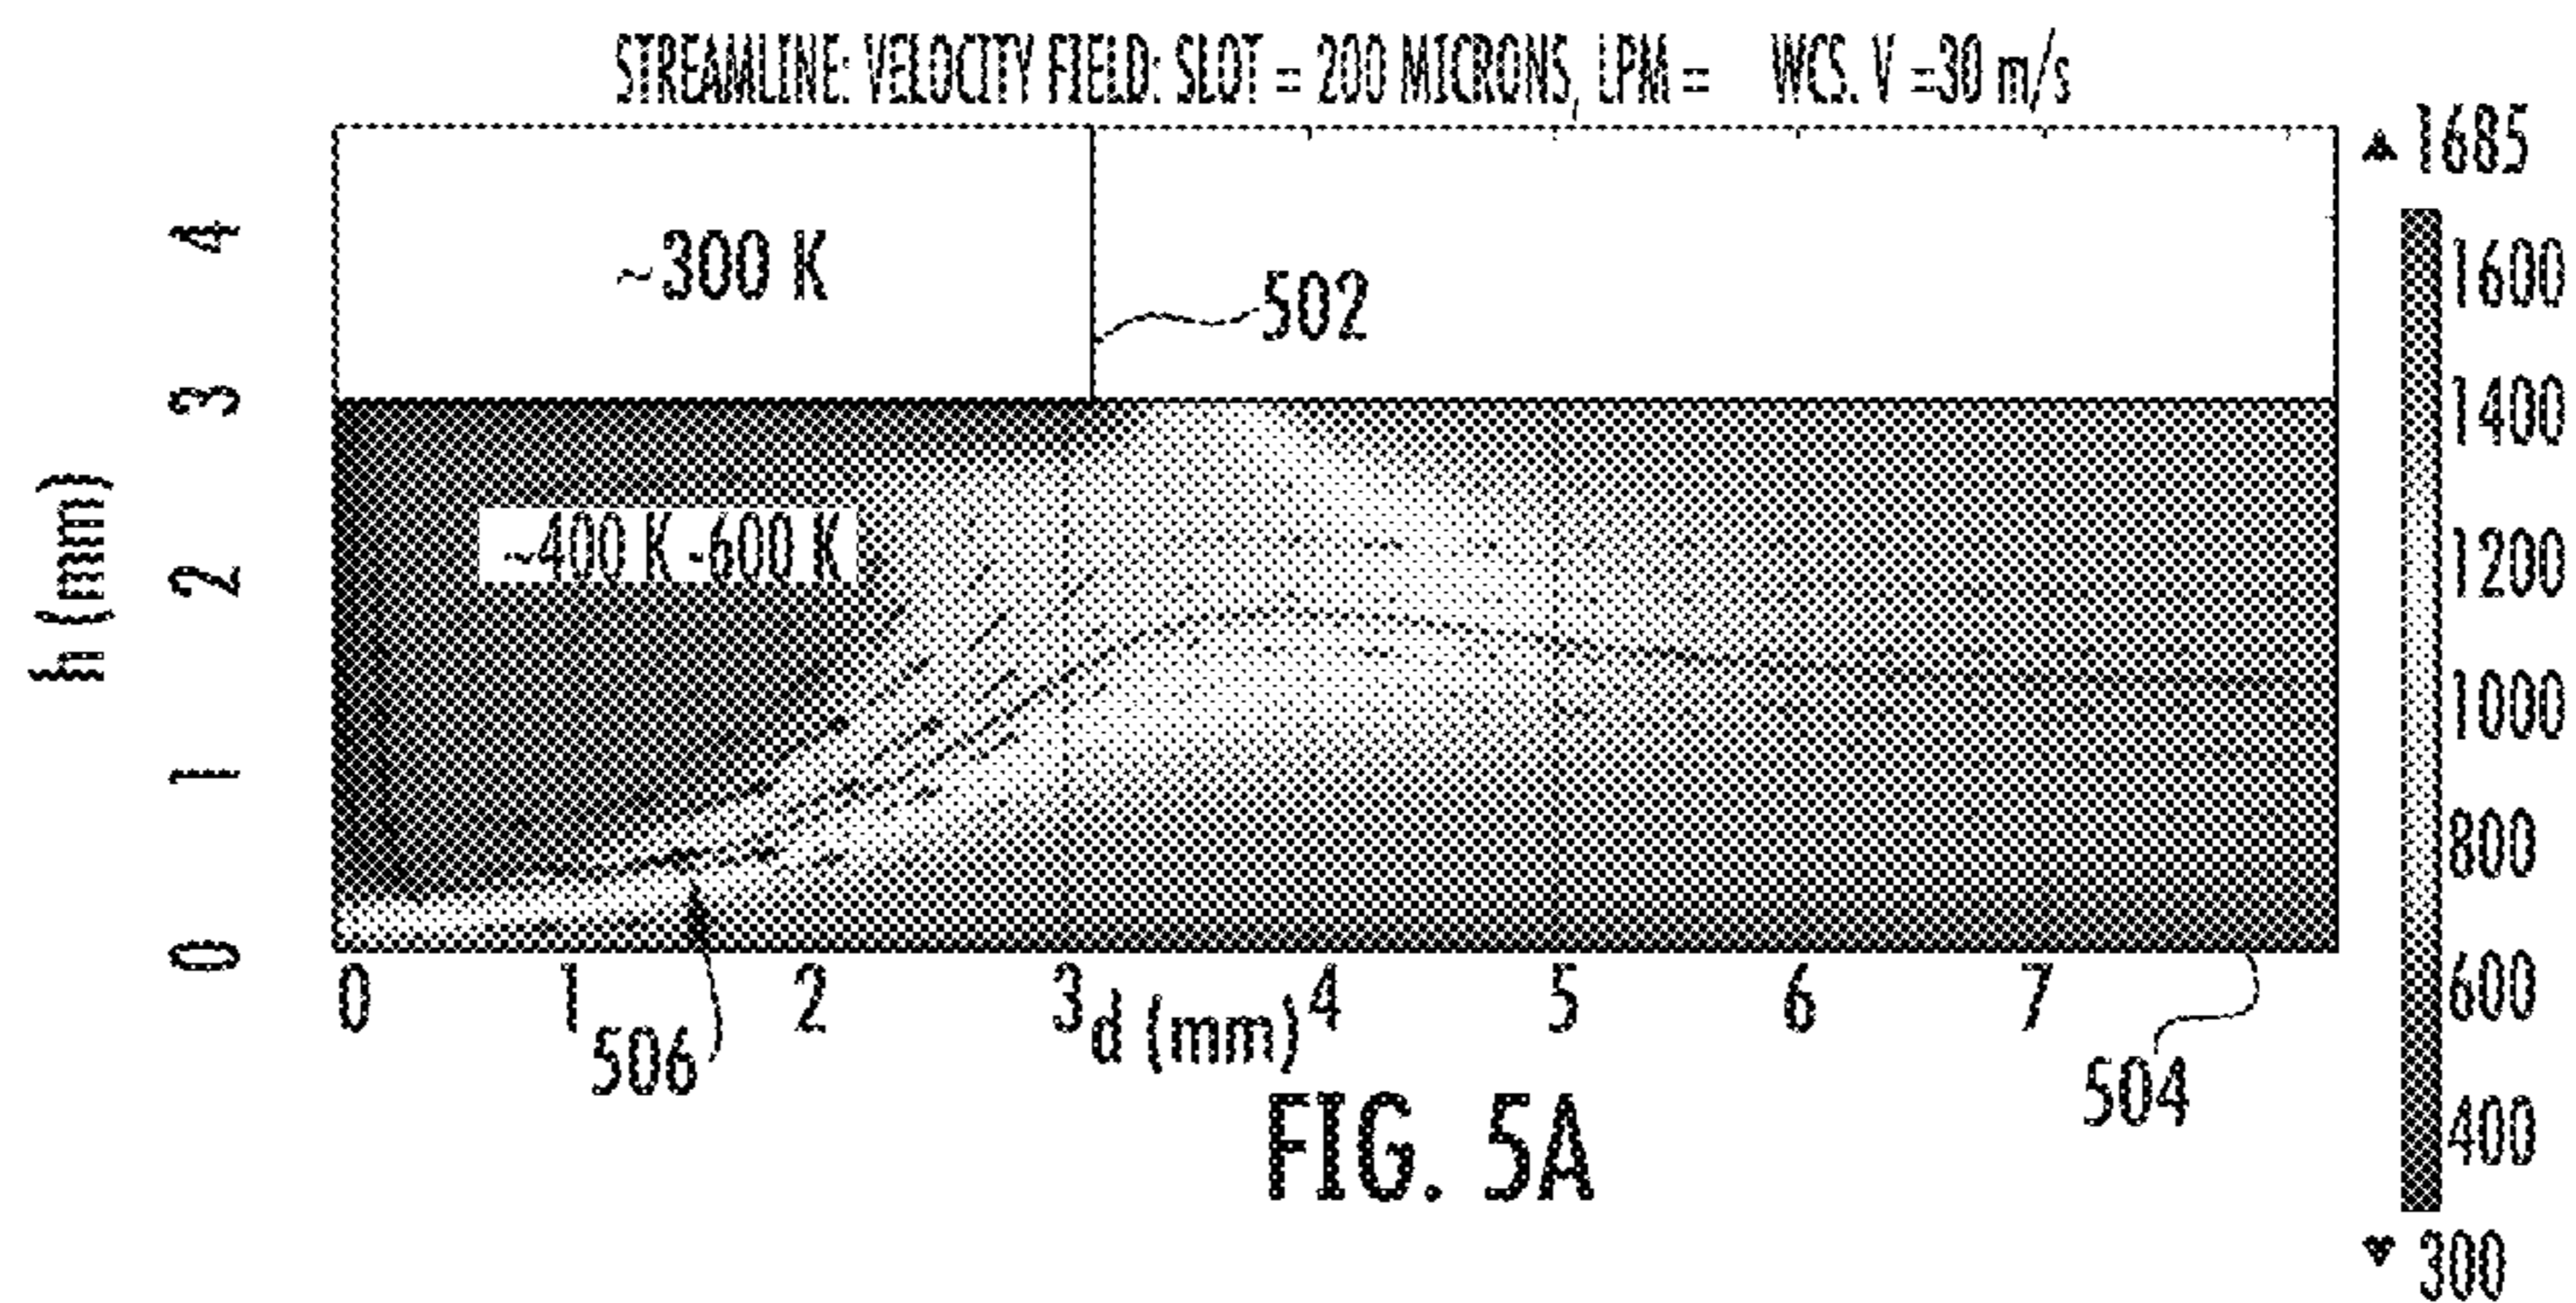 STREAMLINE: VELOCITY FIELD: SLOT = 200 MICRONS, LPM = WCS. V =30 m/s
▲ 1685
~300 K
502
~400 K -600 K
h (mm)
4
3
2
1
0
0 1 2 3 4 5 6 7
d (mm)
506
504
1600
1400
1200
1000
800
600
400
▼ 300
FIG. 5A